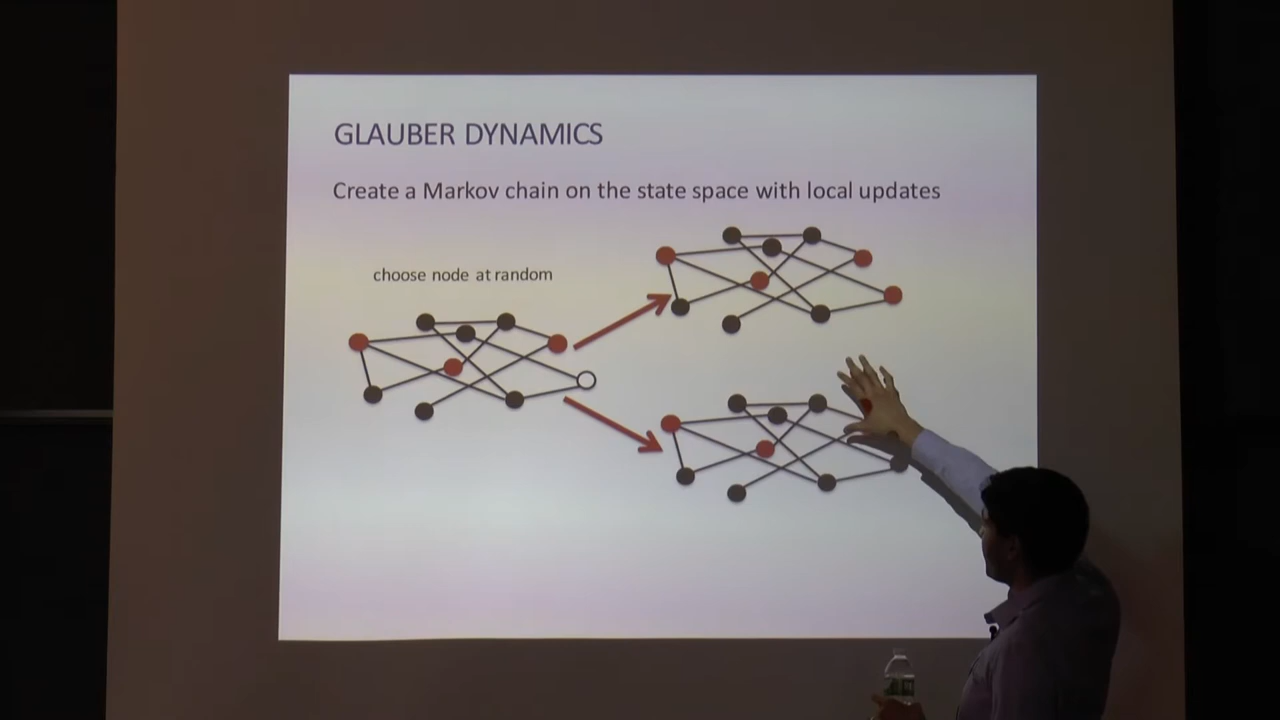 GLAUBER DYNAMICS
Create a Markov chain on the state space with local updates
choose node at random